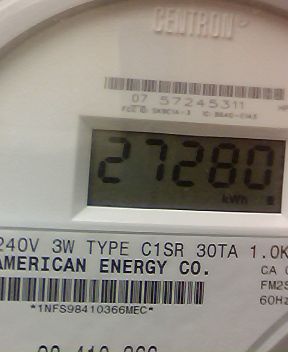 CENTRON
07 57245311
27280
kWh
240V 3W TYPE C1SR 30TA 1.0K
AMERICAN ENERGY CO.
CA
FM2S
60Hz
*1NFS98410366MEC*